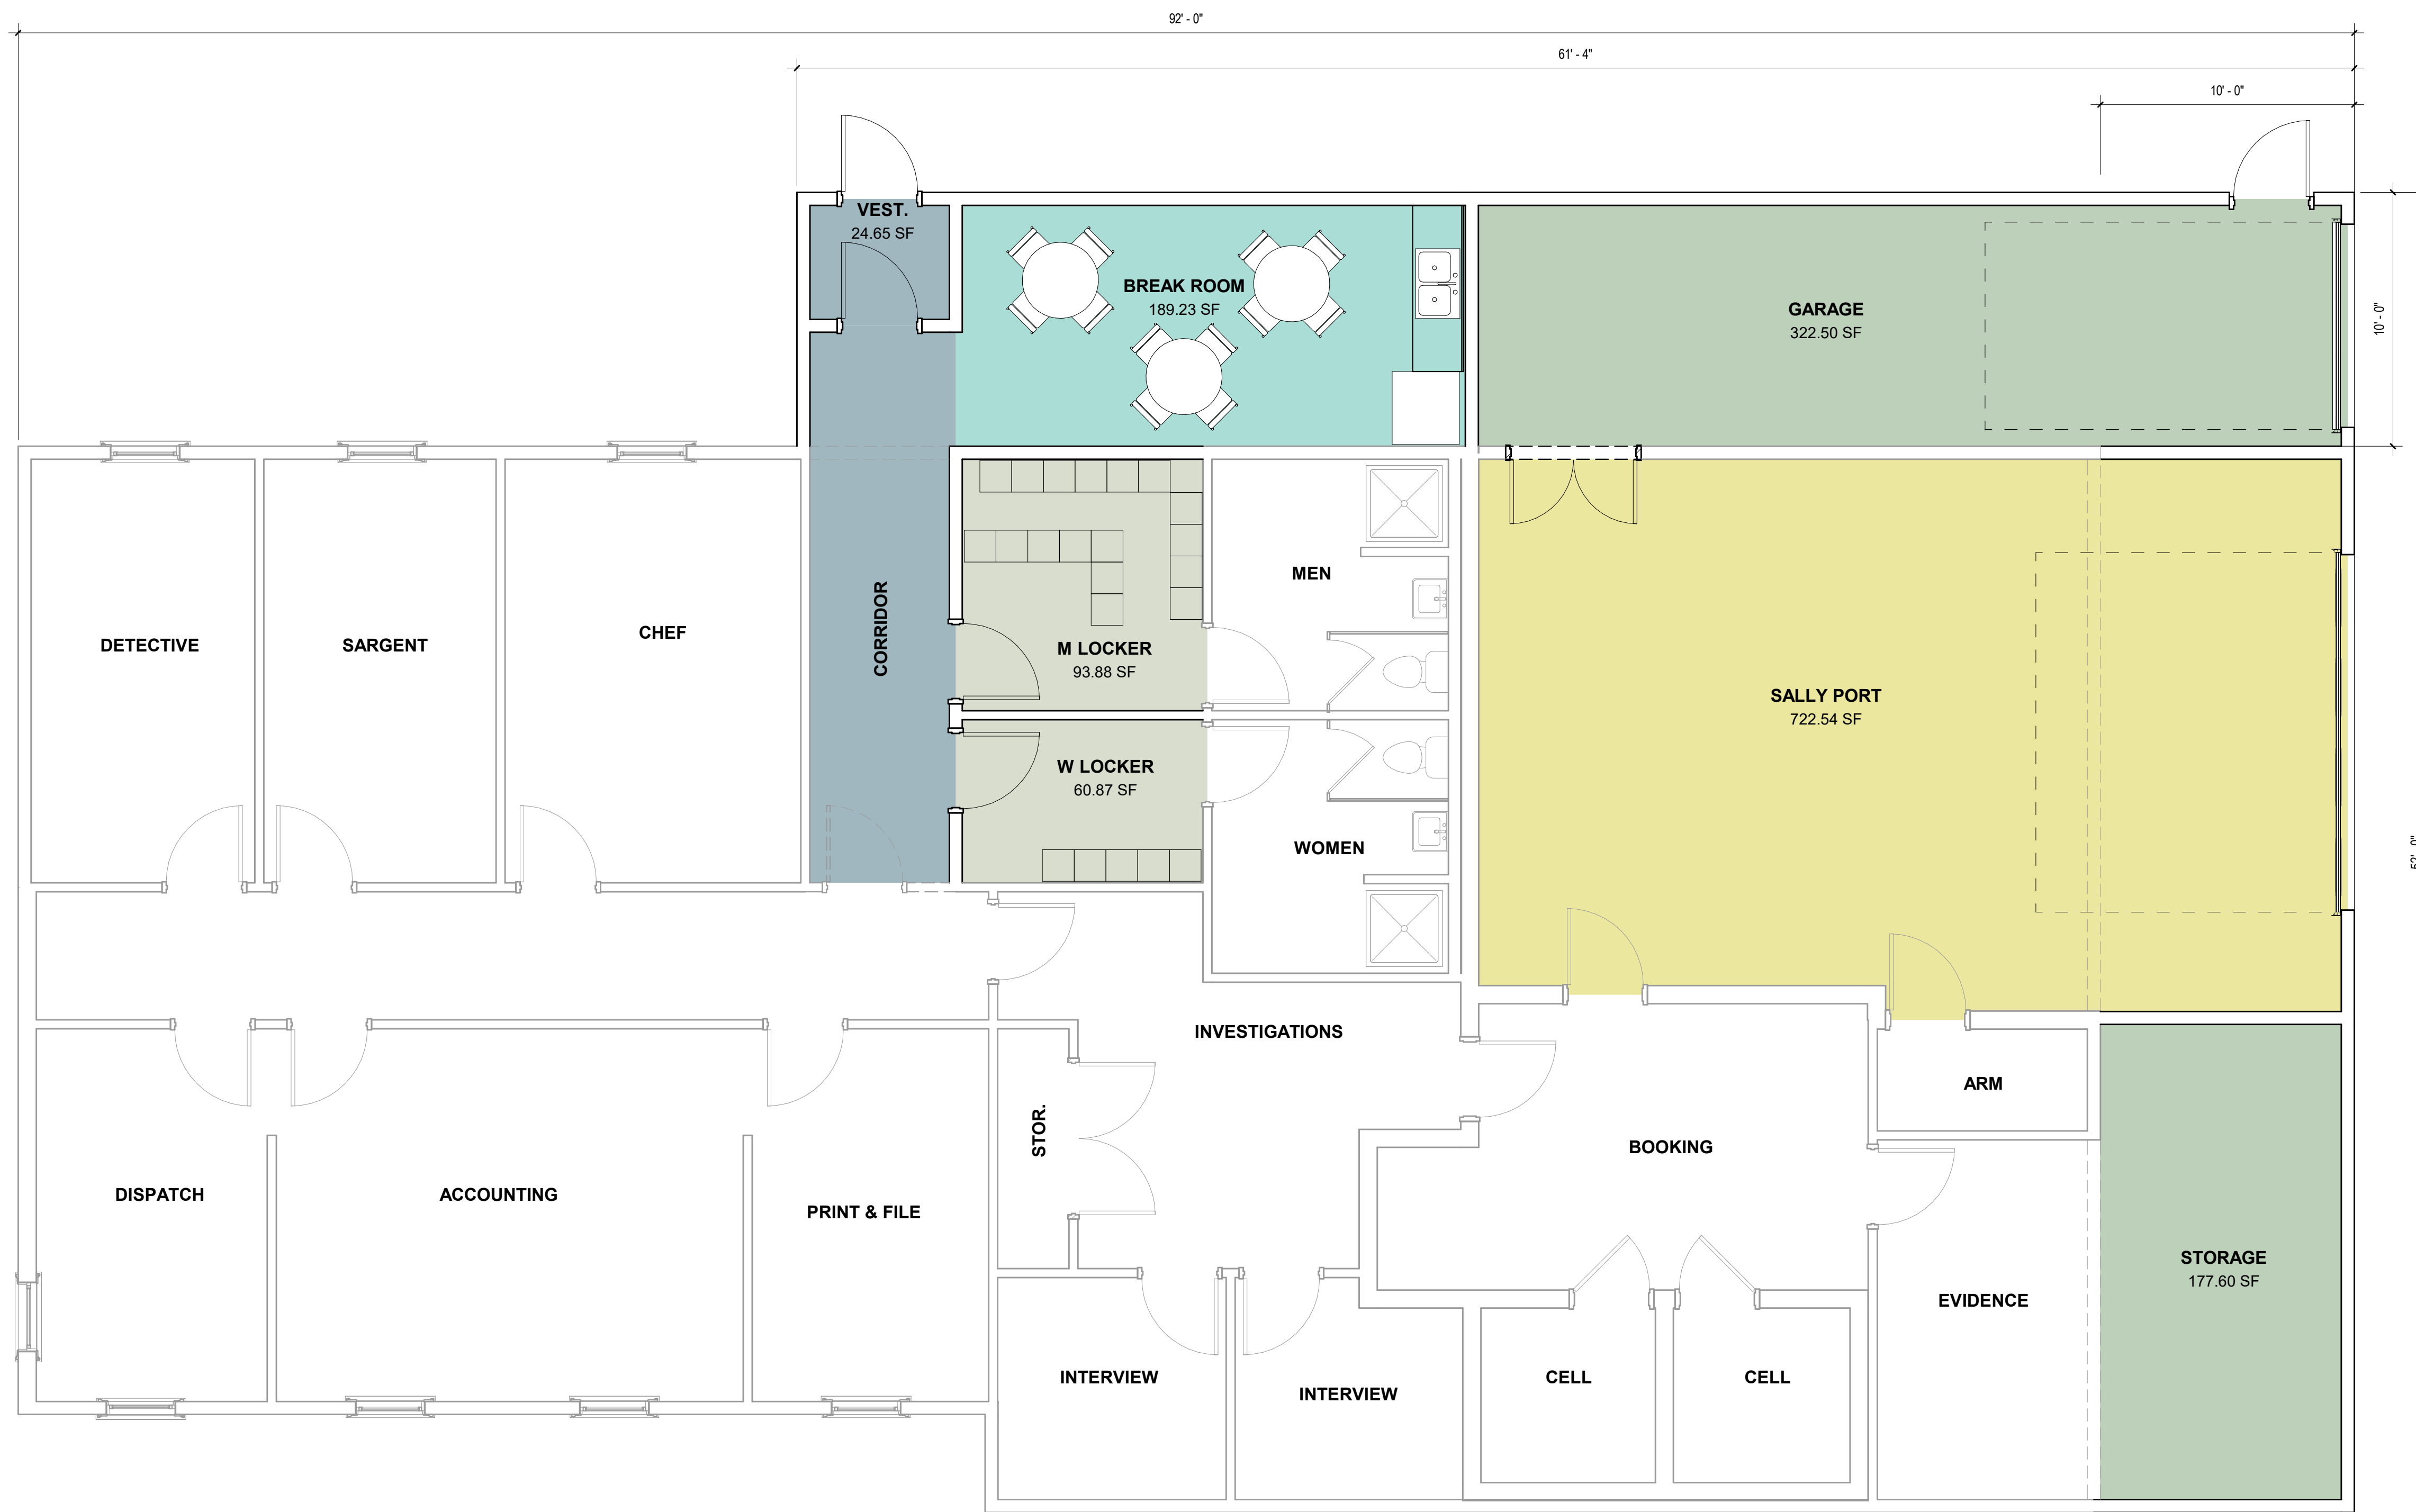 92' - 0"
61' - 4"
10' - 0"
VEST.
24.65 SF
BREAK ROOM
189.23 SF
GARAGE
322.50 SF
10' - 0"
DETECTIVE
SARGENT
CHEF
CORRIDOR
M LOCKER
93.88 SF
MEN
SALLY PORT
722.54 SF
W LOCKER
60.87 SF
WOMEN
INVESTIGATIONS
STOR.
ARM
BOOKING
DISPATCH
ACCOUNTING
PRINT & FILE
STORAGE
177.60 SF
EVIDENCE
INTERVIEW
INTERVIEW
CELL
CELL